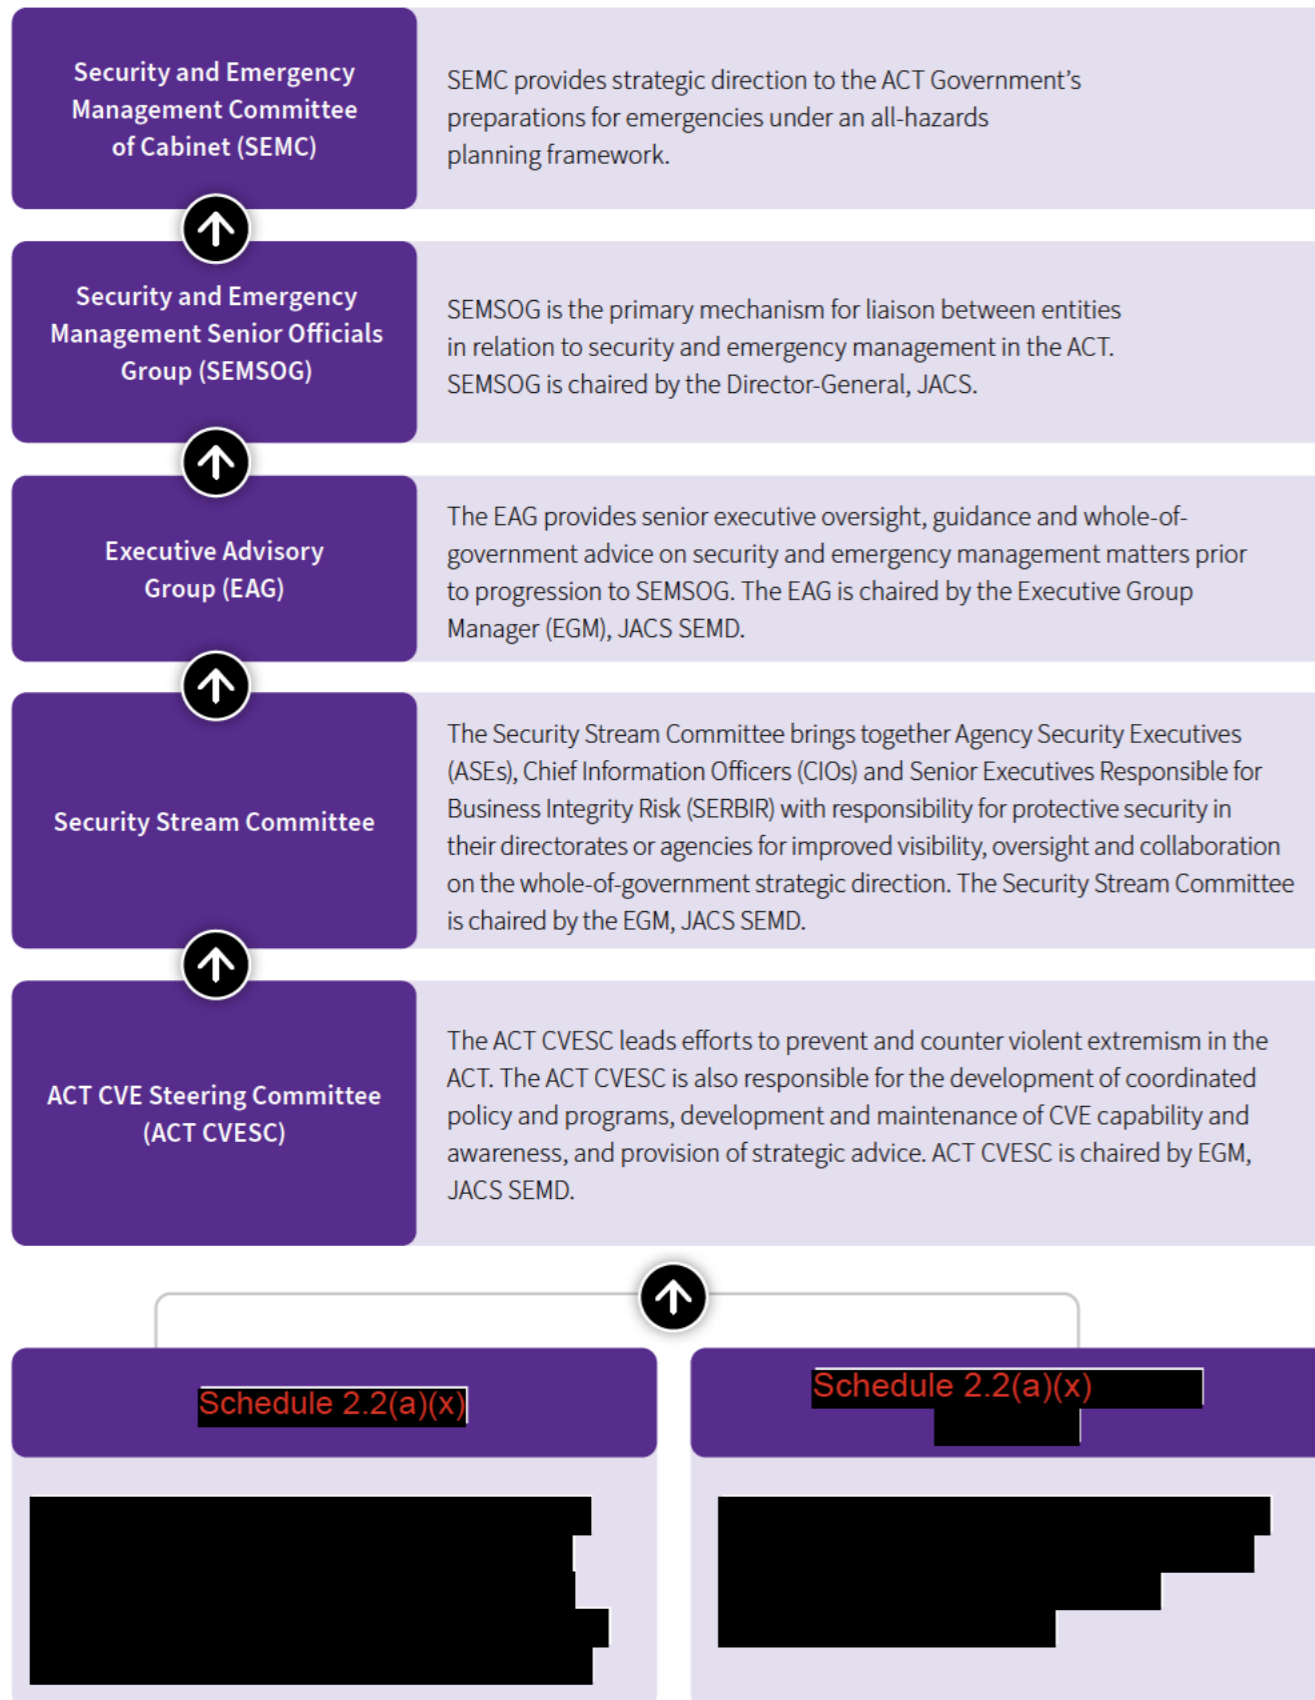 Security and Emergency
Management Committee
of Cabinet (SEMC)
SEMC provides strategic direction to the ACT Government’s
preparations for emergencies under an all-hazards
planning framework.
Security and Emergency
Management Senior Officials
Group (SEMSOG)
SEMSOG is the primary mechanism for liaison between entities
in relation to security and emergency management in the ACT.
SEMSOG is chaired by the Director-General, JACS.
Executive Advisory
Group (EAG)
The EAG provides senior executive oversight, guidance and whole-of-
government advice on security and emergency management matters prior
to progression to SEMSOG. The EAG is chaired by the Executive Group
Manager (EGM), JACS SEMD.
Security Stream Committee
The Security Stream Committee brings together Agency Security Executives
(ASEs), Chief Information Officers (CIOs) and Senior Executives Responsible for
Business Integrity Risk (SERBIR) with responsibility for protective security in
their directorates or agencies for improved visibility, oversight and collaboration
on the whole-of-government strategic direction. The Security Stream Committee
is chaired by the EGM, JACS SEMD.
ACT CVE Steering Committee
(ACT CVESC)
The ACT CVESC leads efforts to prevent and counter violent extremism in the
ACT. The ACT CVESC is also responsible for the development of coordinated
policy and programs, development and maintenance of CVE capability and
awareness, and provision of strategic advice. ACT CVESC is chaired by EGM,
JACS SEMD.
Schedule 2.2(a)(x)
Schedule 2.2(a)(x)